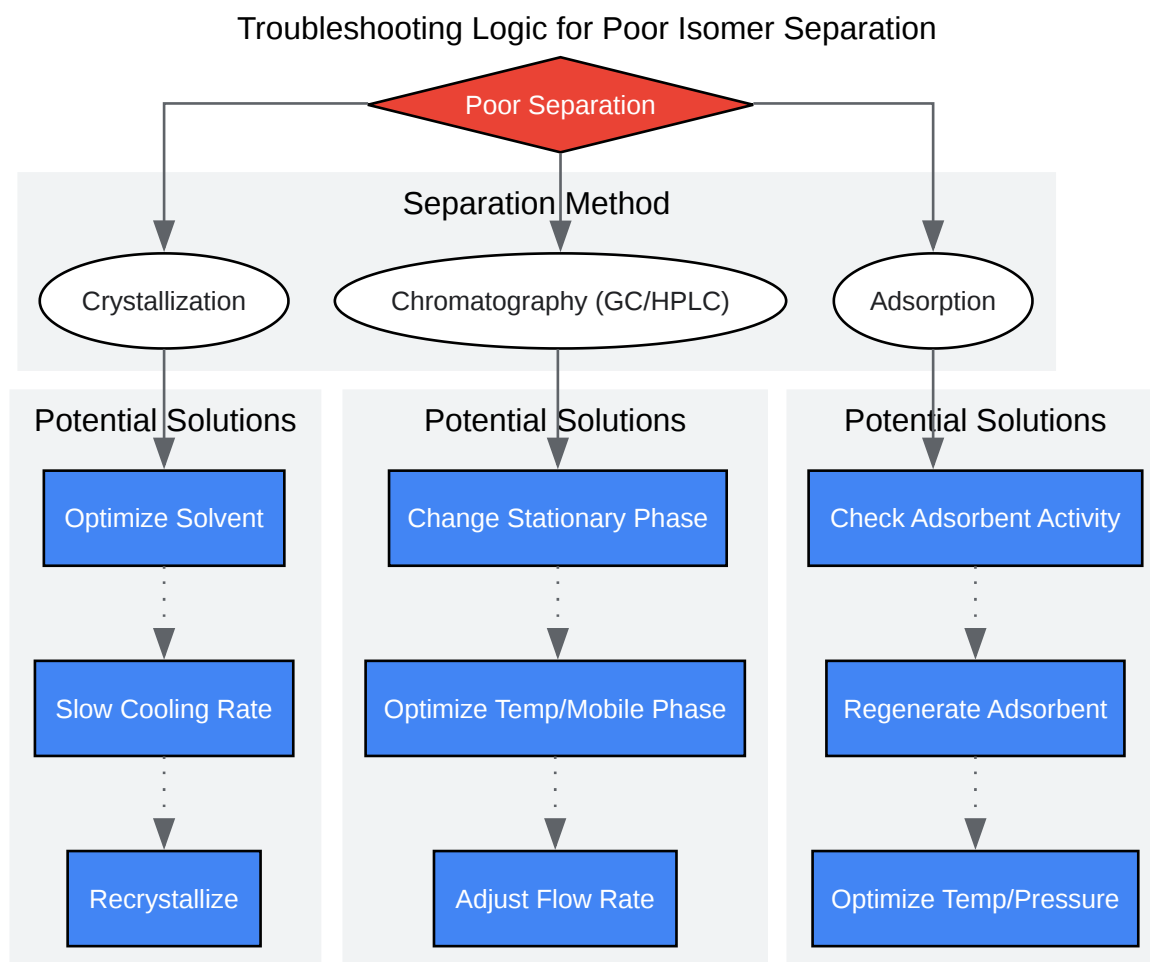 Troubleshooting Logic for Poor Isomer Separation
Poor Separation
Separation Method
Crystallization
Chromatography (GC/HPLC)
Adsorption
Potential Solutions
Potential Solutions
Potential Solutions
Optimize Solvent
Change Stationary Phase
Check Adsorbent Activity
Slow Cooling Rate
Optimize Temp/Mobile Phase
Regenerate Adsorbent
Recrystallize
Adjust Flow Rate
Optimize Temp/Pressure